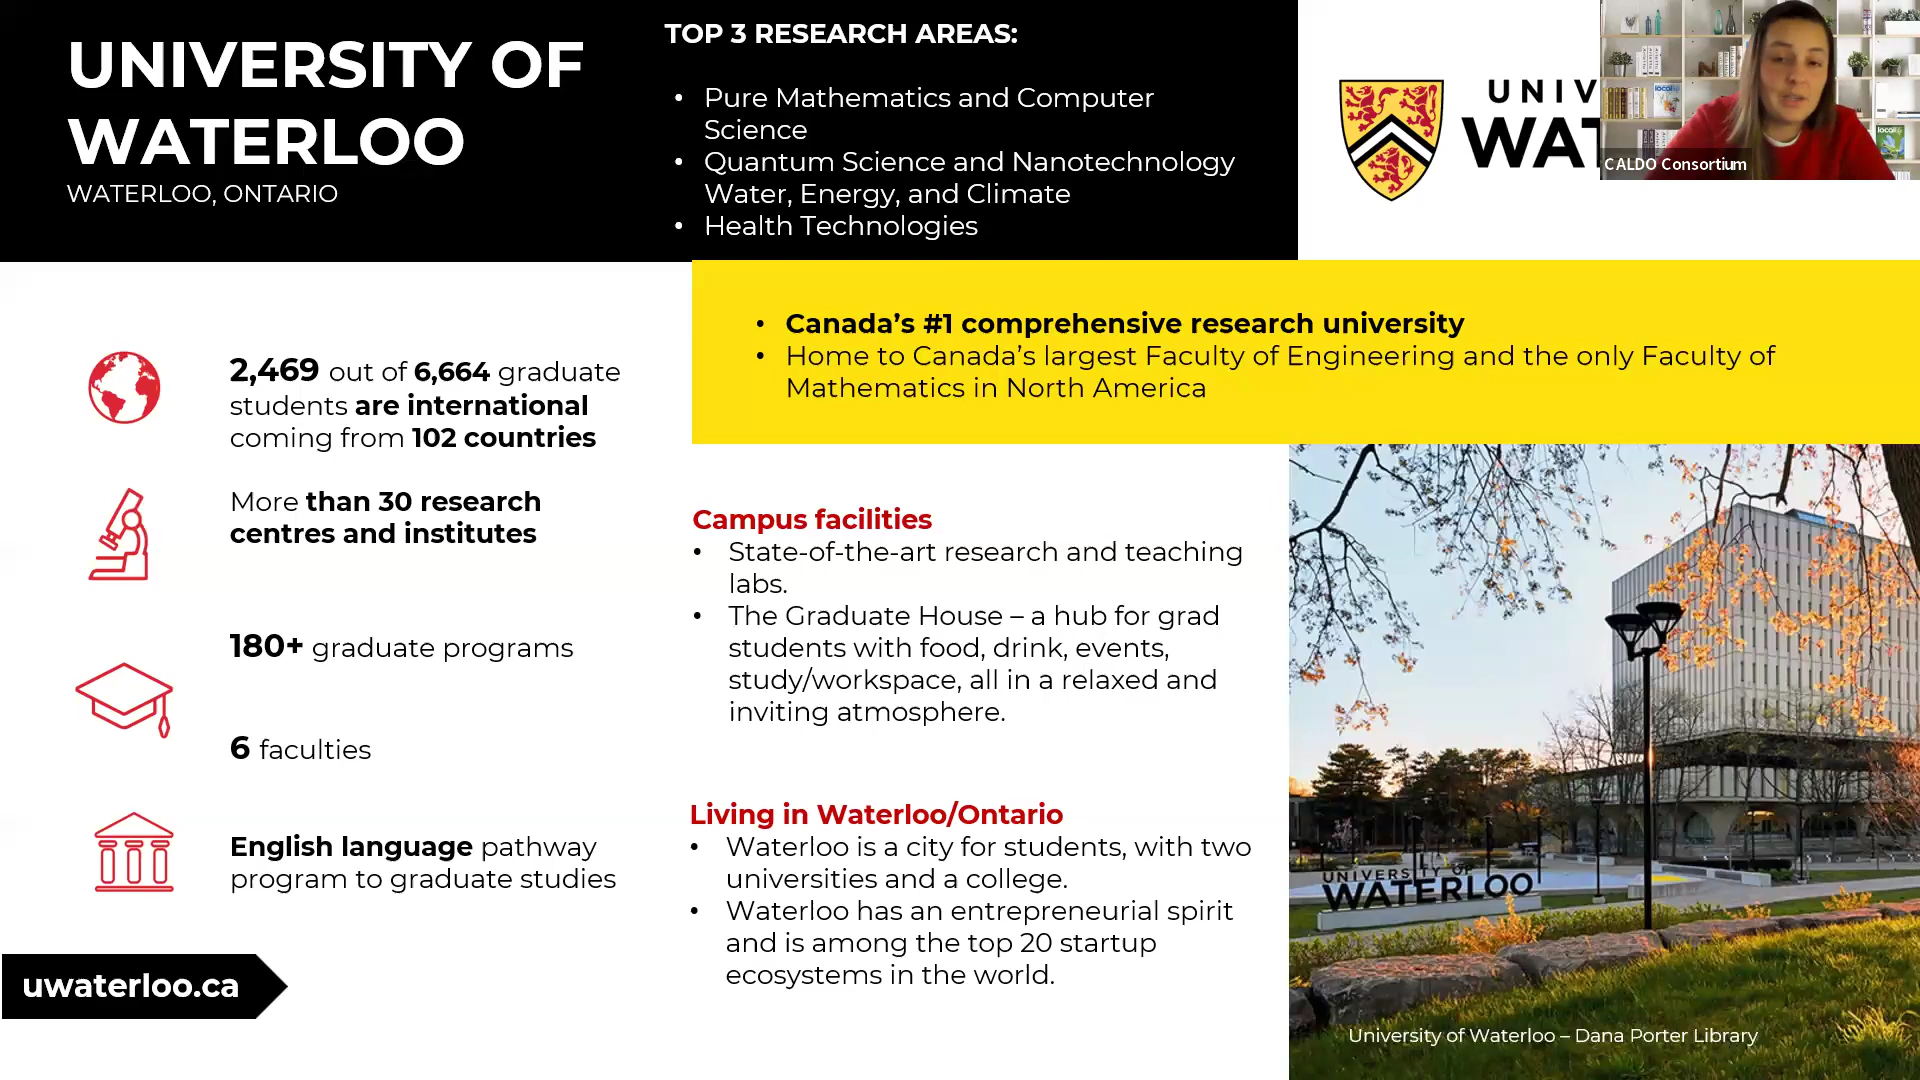 UNIVERSITY OF
WATERLOO
WATERLOO, ONTARIO
TOP 3 RESEARCH AREAS:
• Pure Mathematics and Computer
Science
• Quantum Science and Nanotechnology
Water, Energy, and Climate
• Health Technologies
UNIV
WAT
CALDO Consortium
• Canada's #1 comprehensive research university
• Home to Canada's largest Faculty of Engineering and the only Faculty of
Mathematics in North America
2,469 out of 6,664 graduate
students are international
coming from 102 countries
More than 30 research
centres and institutes
180+ graduate programs
6 faculties
English language pathway
program to graduate studies
uwaterloo.ca
Campus facilities
• State-of-the-art research and teaching
labs.
• The Graduate House – a hub for grad
students with food, drink, events,
study/workspace, all in a relaxed and
inviting atmosphere.
Living in Waterloo/Ontario
• Waterloo is a city for students, with two
universities and a college.
• Waterloo has an entrepreneurial spirit
and is among the top 20 startup
ecosystems in the world.
UNIVERSITY OF
WATERLOO
University of Waterloo – Dana Porter Library
local
local